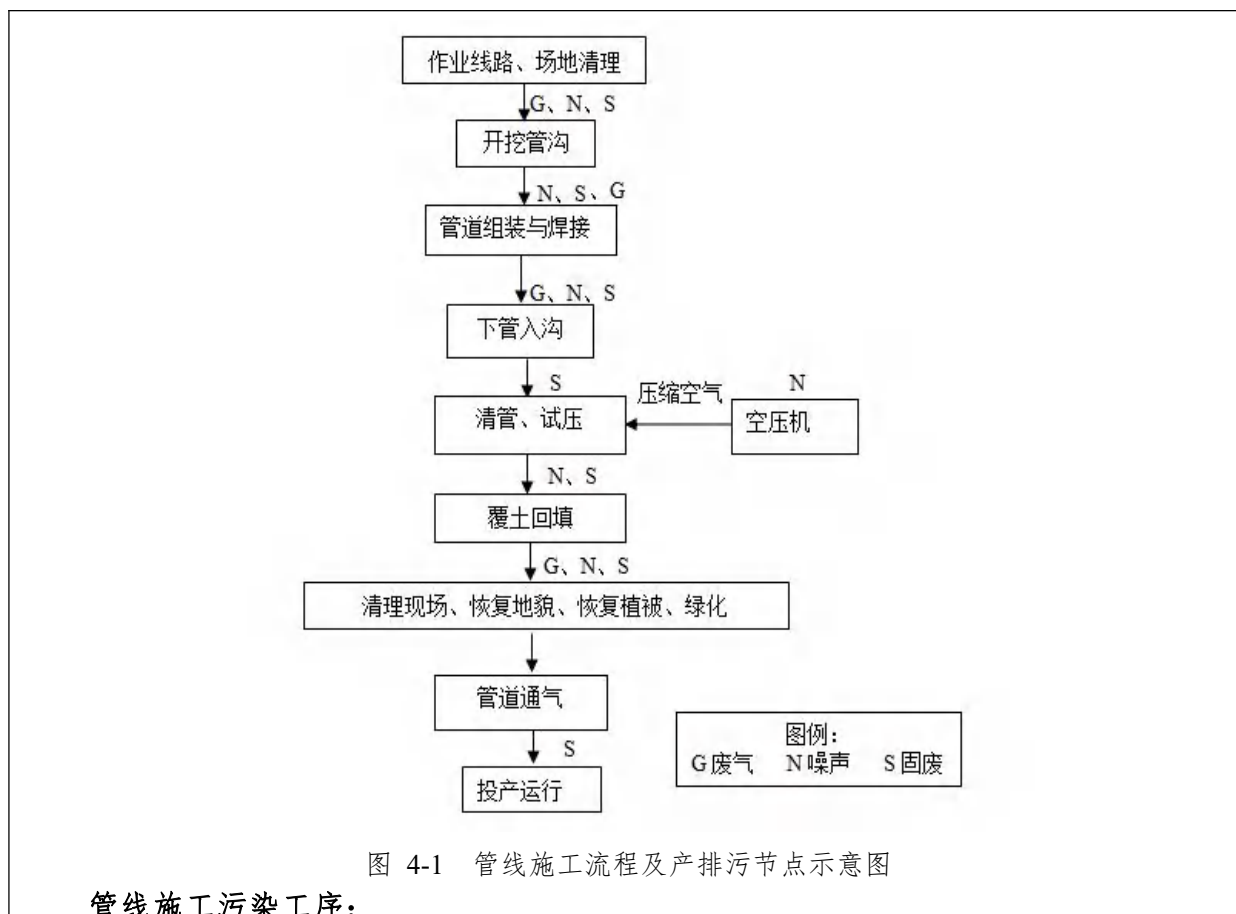 作业线路、场地清理
G、N、S
开挖管沟
N、S、G
管道组装与焊接
G、N、S
下管入沟
S
压缩空气
N
清管、试压
空压机
N、S
覆土回填
G、N、S
清理现场、恢复地貌、恢复植被、绿化
管道通气
图例：
G废气 N噪声 S固废
S
投产运行
图 4-1 管线施工流程及产排污节点示意图
管线施工污染工序：